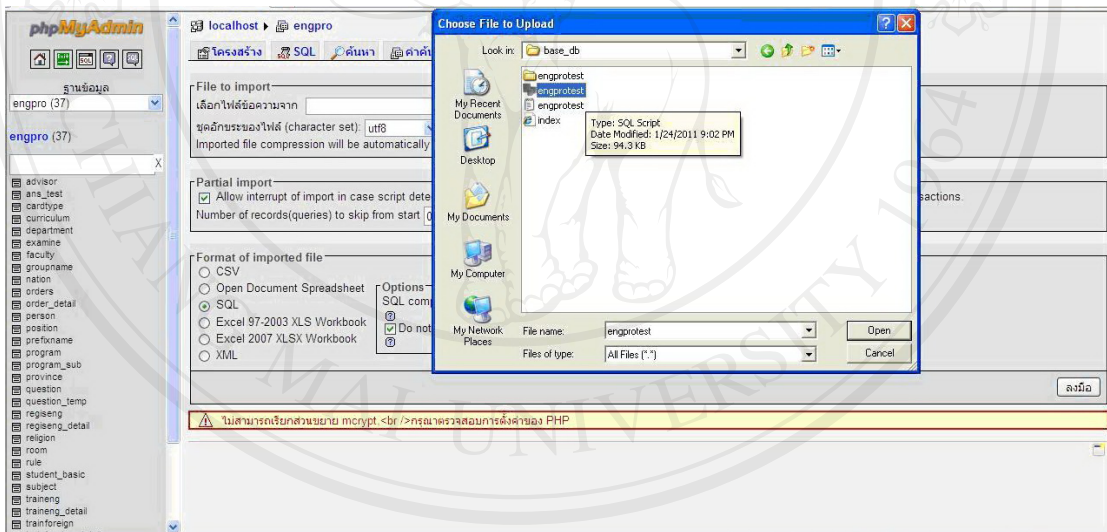 phpMyAdmin
ฐานข้อมูล
engpro (37)
engpro (37)
X
advisor
ans_test
cardtype
curriculum
department
examine
faculty
groupname
nation
orders
order_detail
person
position
prefixname
program
program_sub
province
question
question_temp
regiseng
regiseng_detail
religion
room
rule
student_basic
subject
traineng
traineng_detail
trainforeign
localhost ▸ engpro
โครงสร้าง SQL ค้นหา
File to import
เลือกไฟล์ข้อความจาก
ชุดอักขระของไฟล์ (character set): utf8
Imported file compression will be automatically
Partial import
Allow interrupt of import in case script dete
sactions.
Number of records(queries) to skip from start 0
Format of imported file
CSV
Open Document Spreadsheet
SQL
Excel 97-2003 XLS Workbook
Excel 2007 XLSX Workbook
XML
Options
SQL com
Do not
ลงมือ
ไม่สามารถเรียกส่วนขยาย mcrypt.<br />กรุณาตรวจสอบการตั้งค่าของ PHP
Choose File to Upload
Look in: base_db
My Recent Documents
Desktop
My Documents
My Computer
My Network Places
engprotest
engprotest
engprotest
index
Type: SQL Script
Date Modified: 1/24/2011 9:02 PM
Size: 94.3 KB
File name: engprotest
Open
Files of type: All Files (*.*)
Cancel
CHIANG MAI UNIVERSITY 1964